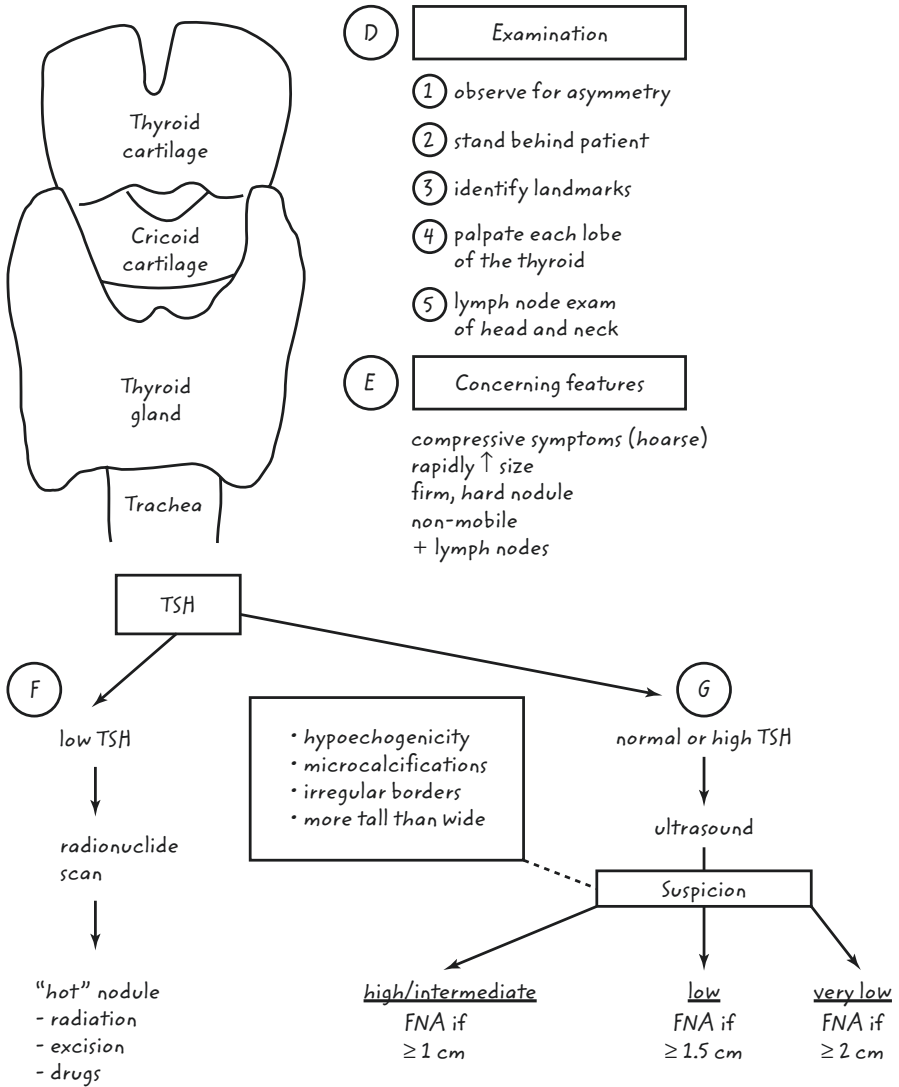 Thyroid
cartilage
Cricoid
cartilage
Thyroid
gland
Trachea
D
Examination
1 observe for asymmetry
2 stand behind patient
3 identify landmarks
4 palpate each lobe
of the thyroid
5 lymph node exam
of head and neck
E
Concerning features
compressive symptoms (hoarse)
rapidly ↑ size
firm, hard nodule
non-mobile
+ lymph nodes
TSH
F
low TSH
radionuclide
scan
"hot" nodule
- radiation
- excision
- drugs
• hypoechogenicity
• microcalcifications
• irregular borders
• more tall than wide
G
normal or high TSH
ultrasound
Suspicion
high/intermediate
FNA if
≥ 1 cm
low
FNA if
≥ 1.5 cm
very low
FNA if
≥ 2 cm